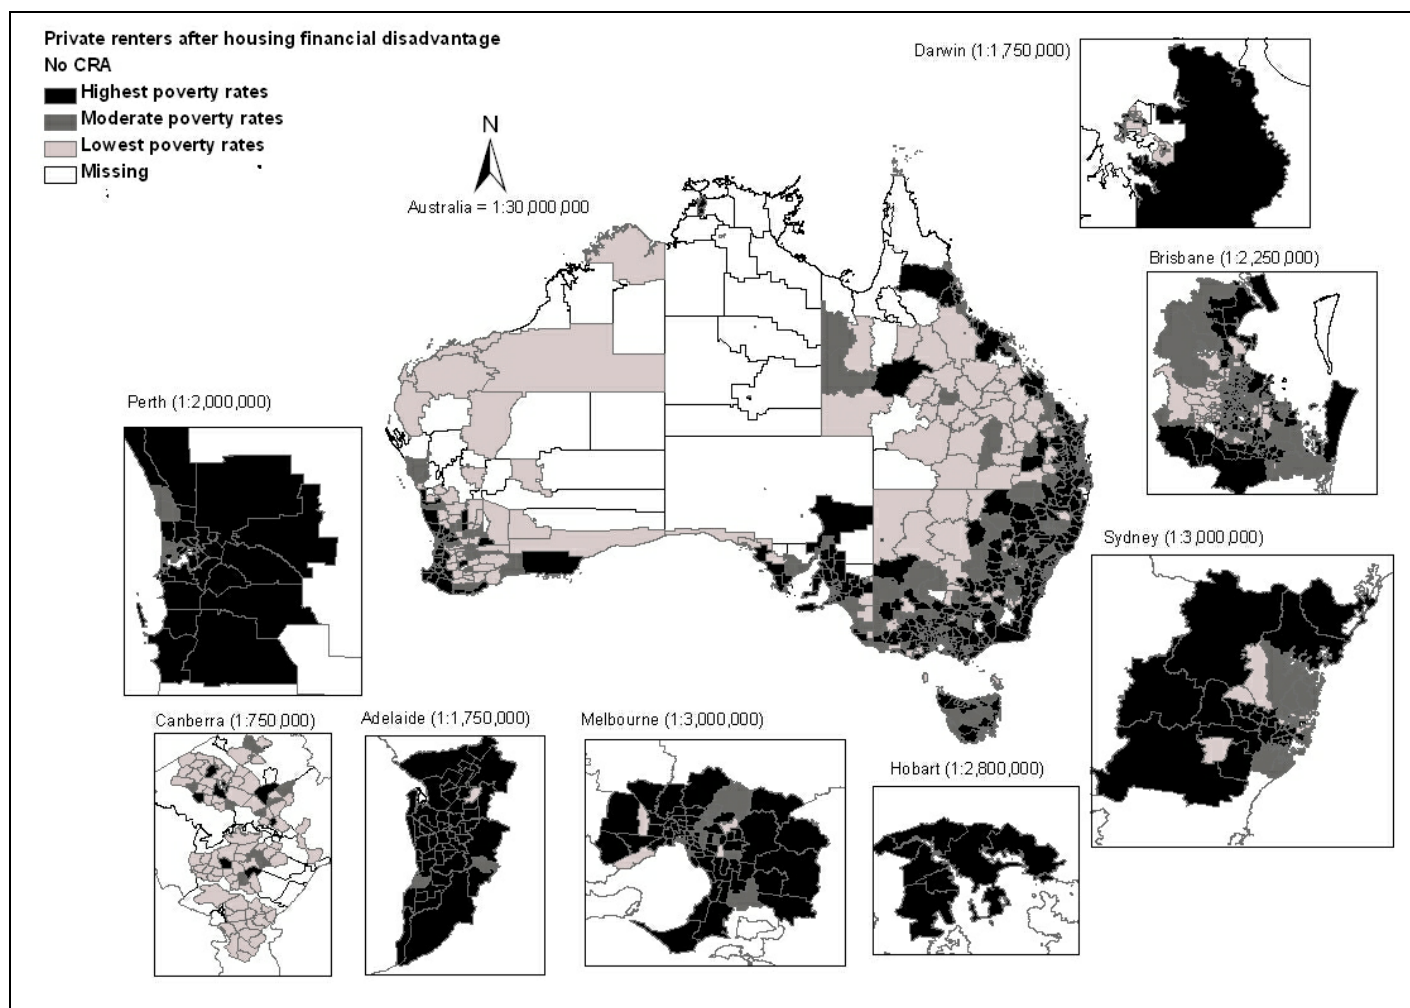 Private renters after housing financial disadvantage
No CRA
Highest poverty rates
Moderate poverty rates
Lowest poverty rates
Missing
N
Australia = 1:30,000,000
Darwin (1:1,750,000)
Brisbane (1:2,250,000)
Perth (1:2,000,000)
Sydney (1:3,000,000)
Canberra (1:750,000)
Adelaide (1:1,750,000)
Melbourne (1:3,000,000)
Hobart (1:2,800,000)